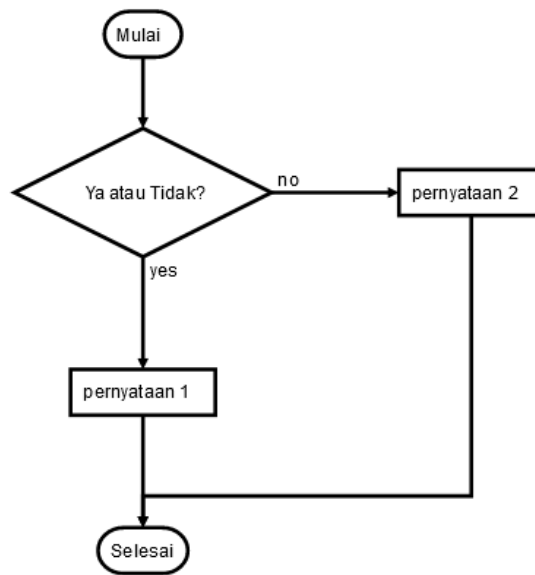 Mulai
Ya atau Tidak?
no
pernyataan 2
yes
pernyataan 1
Selesai